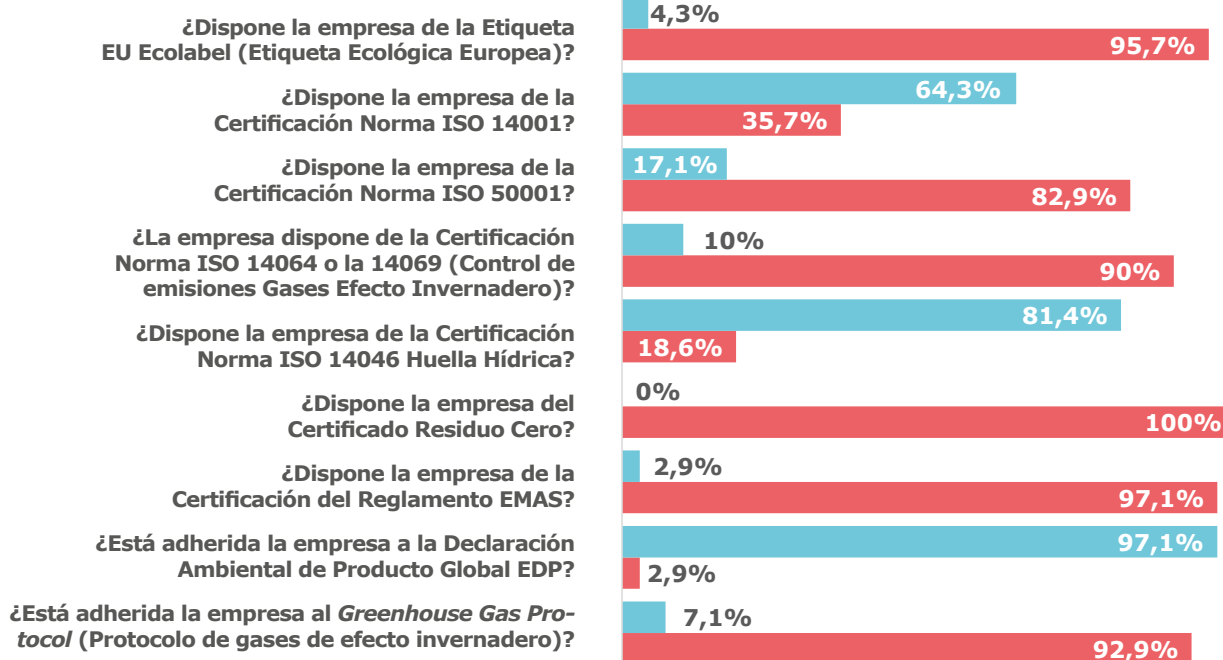 ¿Dispone la empresa de la Etiqueta
EU Ecolabel (Etiqueta Ecológica Europea)?
4,3%
95,7%
¿Dispone la empresa de la
Certificación Norma ISO 14001?
64,3%
35,7%
¿Dispone la empresa de la
Certificación Norma ISO 50001?
17,1%
82,9%
¿La empresa dispone de la Certificación
Norma ISO 14064 o la 14069 (Control de
emisiones Gases Efecto Invernadero)?
10%
90%
¿Dispone la empresa de la Certificación
Norma ISO 14046 Huella Hídrica?
81,4%
18,6%
¿Dispone la empresa del
Certificado Residuo Cero?
0%
100%
¿Dispone la empresa de la
Certificación del Reglamento EMAS?
2,9%
97,1%
¿Está adherida la empresa a la Declaración
Ambiental de Producto Global EDP?
97,1%
2,9%
¿Está adherida la empresa al Greenhouse Gas Pro-
tocol (Protocolo de gases de efecto invernadero)?
7,1%
92,9%